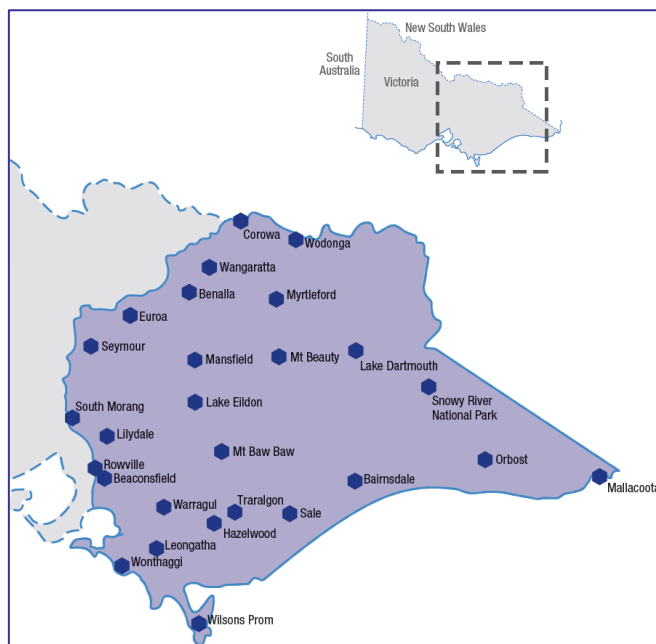 New South Wales
South
Australia
Victoria
Corowa
Wodonga
Wangaratta
Benalla
Myrtleford
Euroa
Seymour
Mansfield
Mt Beauty
Lake Dartmouth
Snowy River
National Park
Lake Eildon
South Morang
Lilydale
Mt Baw Baw
Orbost
Rowville
Beaconsfield
Bairnsdale
Mallacoota
Warragul
Traralgon
Sale
Hazelwood
Leongatha
Wonthaggi
Wilsons Prom